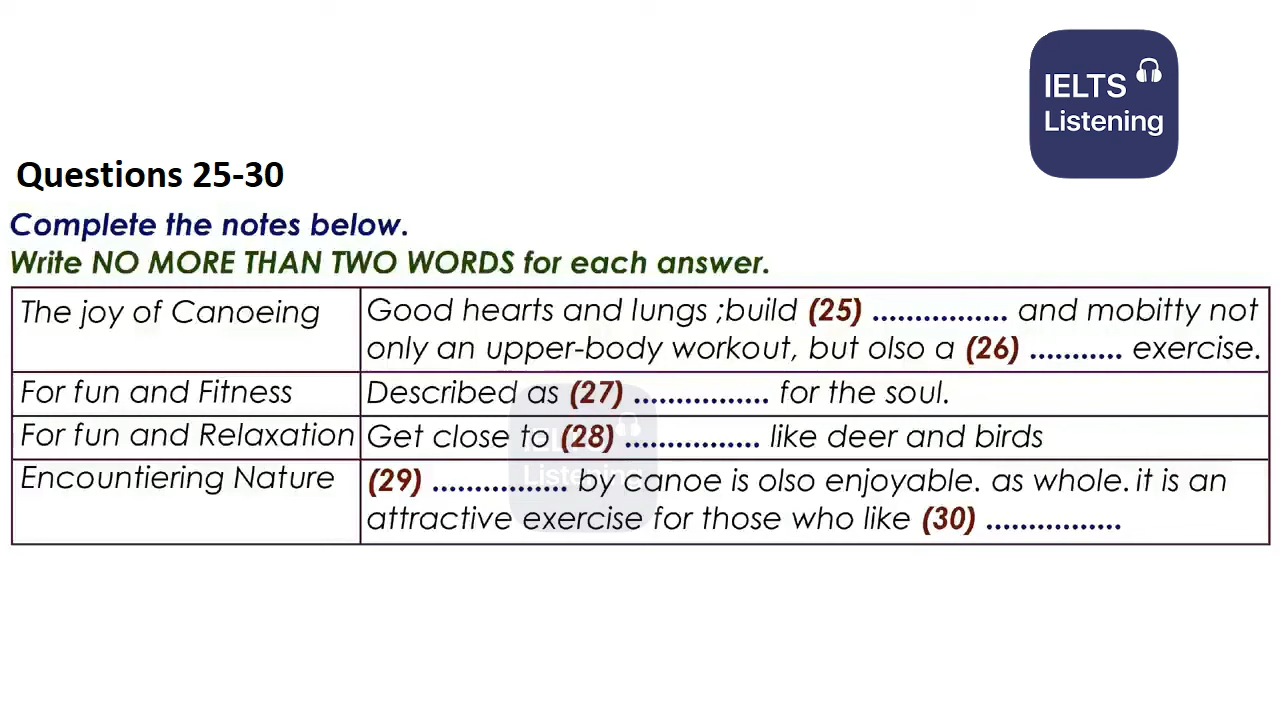 IELTS
Listening
Questions 25-30
Complete the notes below.
Write NO MORE THAN TWO WORDS for each answer.
The joy of Canoeing
Good hearts and lungs ;build (25) ................ and mobitty not
only an upper-body workout, but olso a (26) ........... exercise.
For fun and Fitness
Described as (27) ................ for the soul.
For fun and Relaxation
Get close to (28) ................ like deer and birds
Encountiering Nature
(29) ................ by canoe is olso enjoyable. as whole. it is an
attractive exercise for those who like (30) ................
IELTS
Listening